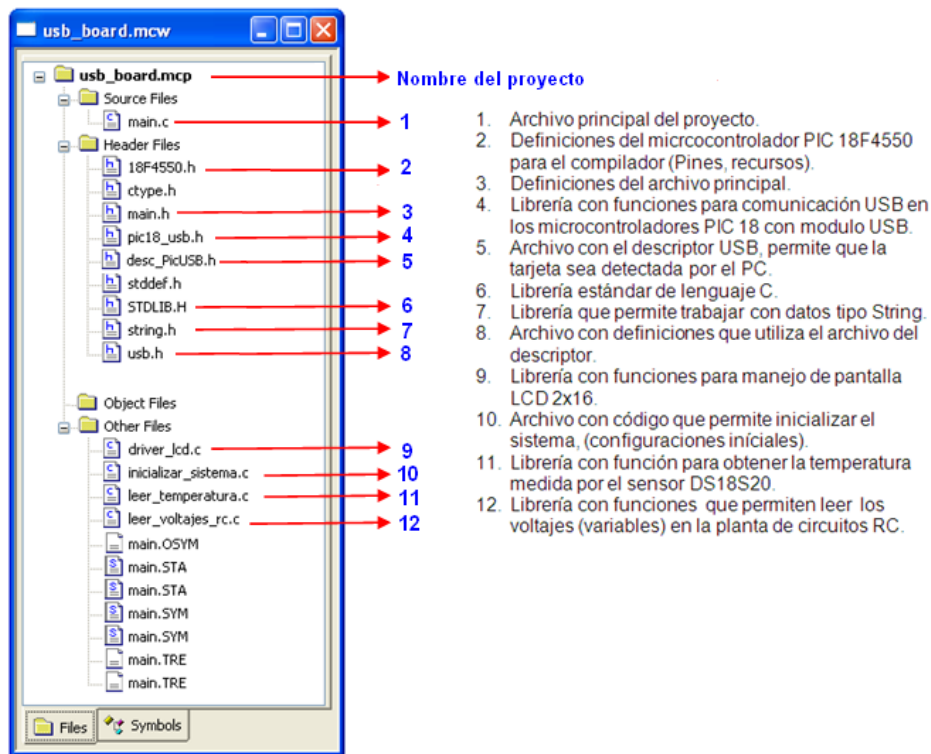 usb_board.mcw
usb_board.mcp
Nombre del proyecto
Source Files
main.c
1
Header Files
18F4550.h
2
ctype.h
main.h
3
pic18_usb.h
4
desc_PicUSB.h
5
stddef.h
STDLIB.H
6
string.h
7
usb.h
8
Object Files
Other Files
driver_lcd.c
9
inicializar_sistema.c
10
leer_temperatura.c
11
leer_voltajes_rc.c
12
main.OSYM
main.STA
main.STA
main.SYM
main.SYM
main.TRE
main.TRE
Files
Symbols
1. Archivo principal del proyecto.
2. Definiciones del micrcocontrolador PIC 18F4550
para el compilador (Pines, recursos).
3. Definiciones del archivo principal.
4. Librería con funciones para comunicación USB en
los microcontroladores PIC 18 con modulo USB.
5. Archivo con el descriptor USB, permite que la
tarjeta sea detectada por el PC.
6. Librería estándar de lenguaje C.
7. Librería que permite trabajar con datos tipo String.
8. Archivo con definiciones que utiliza el archivo del
descriptor.
9. Librería con funciones para manejo de pantalla
LCD 2x16.
10. Archivo con código que permite inicializar el
sistema, (configuraciones iníciales).
11. Librería con función para obtener la temperatura
medida por el sensor DS18S20.
12. Librería con funciones que permiten leer los
voltajes (variables) en la planta de circuitos RC.